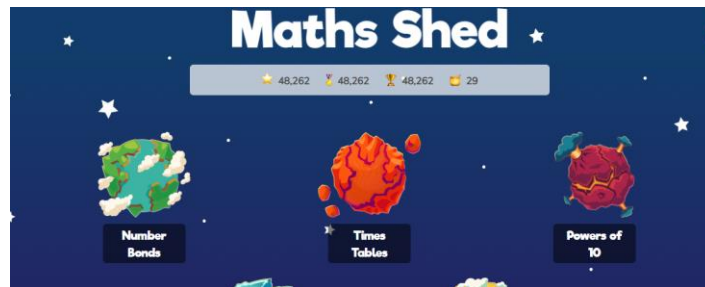 Maths Shed
48,262 48,262 48,262 29
Number Times Powers of
Bonds Tables 10